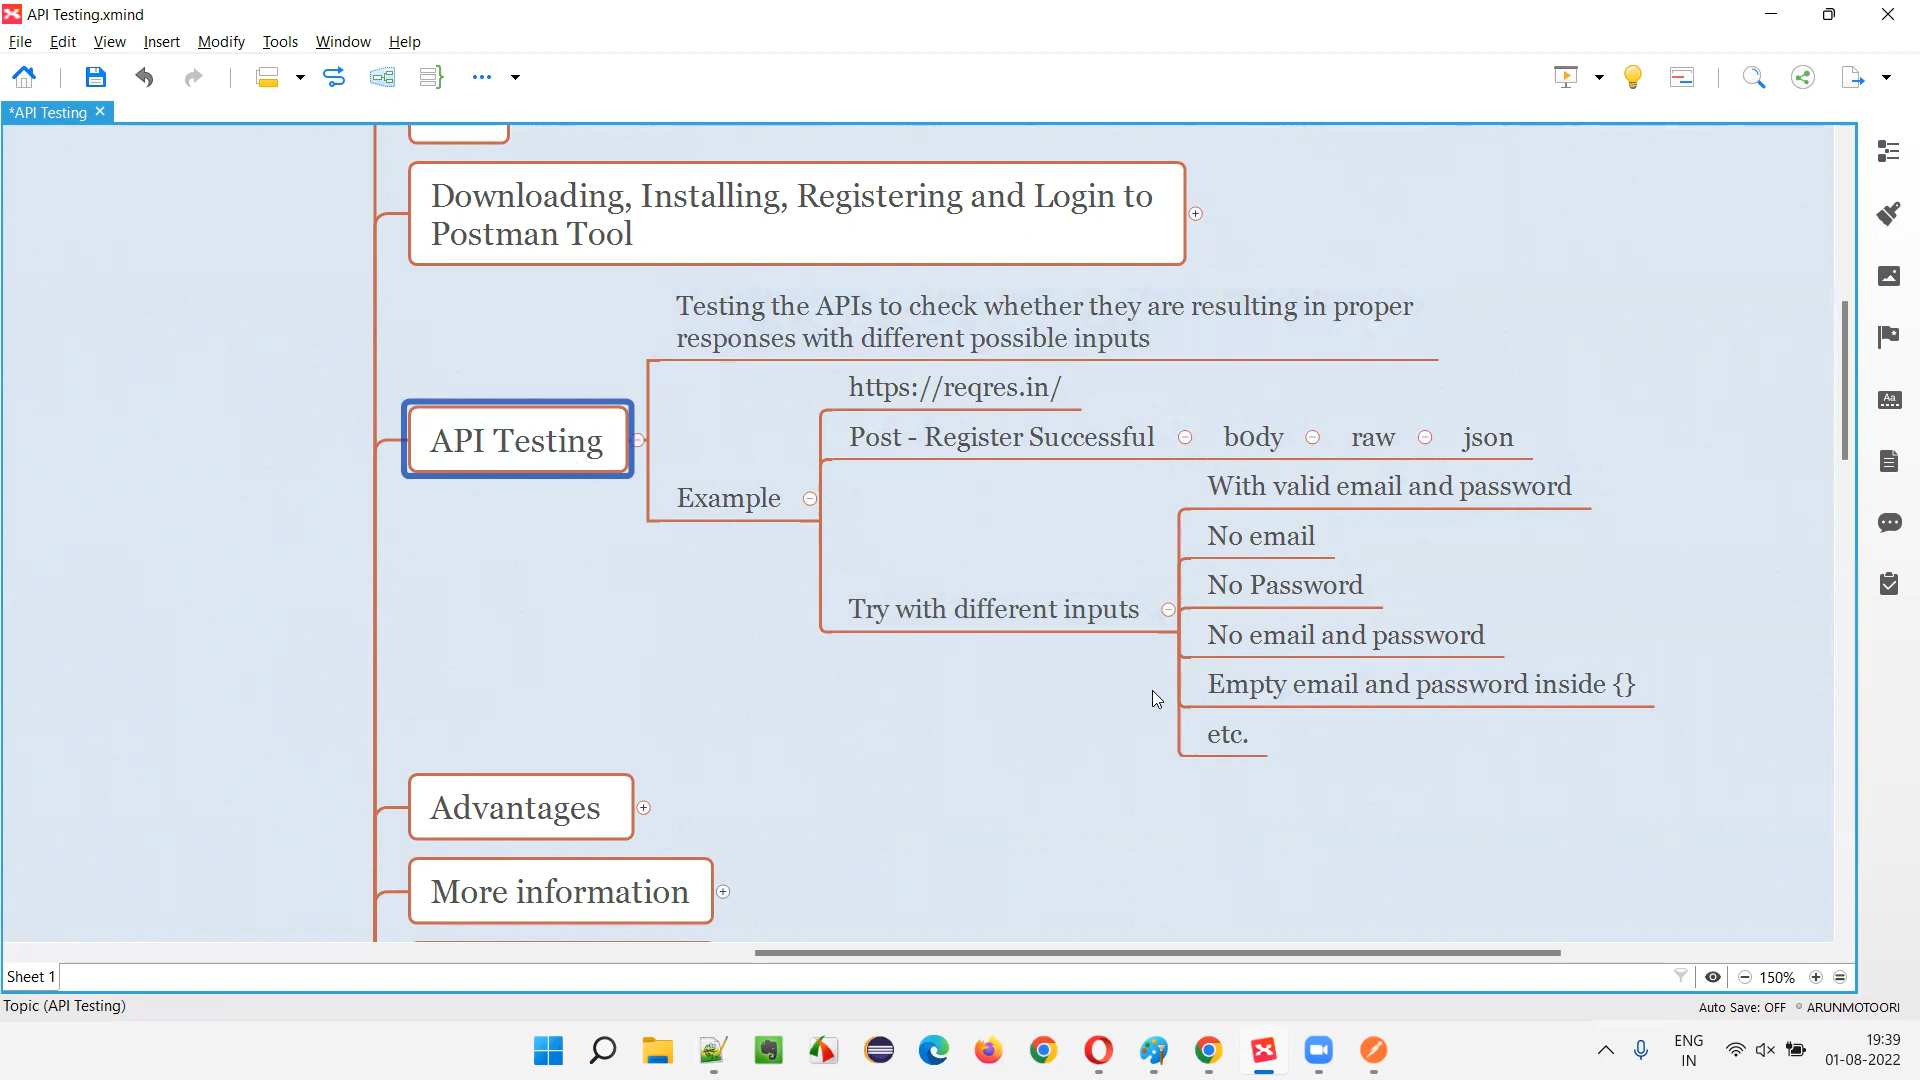 API Testing.xmind
File Edit View Insert Modify Tools Window Help
*API Testing
Downloading, Installing, Registering and Login to
Postman Tool
Testing the APIs to check whether they are resulting in proper
responses with different possible inputs
https://reqres.in/
API Testing
Post - Register Successful
body
raw
json
With valid email and password
Example
No email
No Password
Try with different inputs
No email and password
Empty email and password inside {}
etc.
Advantages
More information
Sheet 1
150%
Topic (API Testing)
Auto Save: OFF
ARUNMOTOORI
ENG
IN
19:39
01-08-2022
Aa